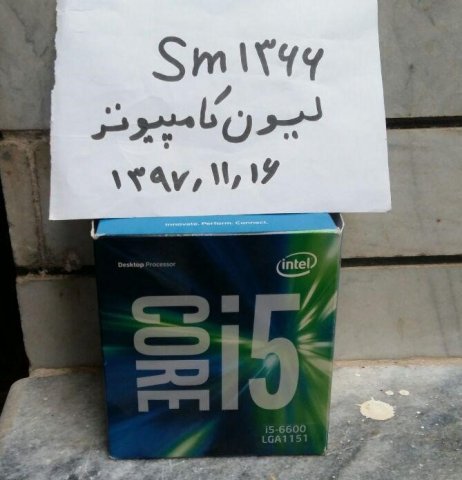 Sm۱۳۶۶
لیون کامپیوتر
۱۳۹۷,۱۱,۱۶
Innovate. Perform. Connect.
Desktop Processor
intel
CORE i5
i5-6600
LGA1151